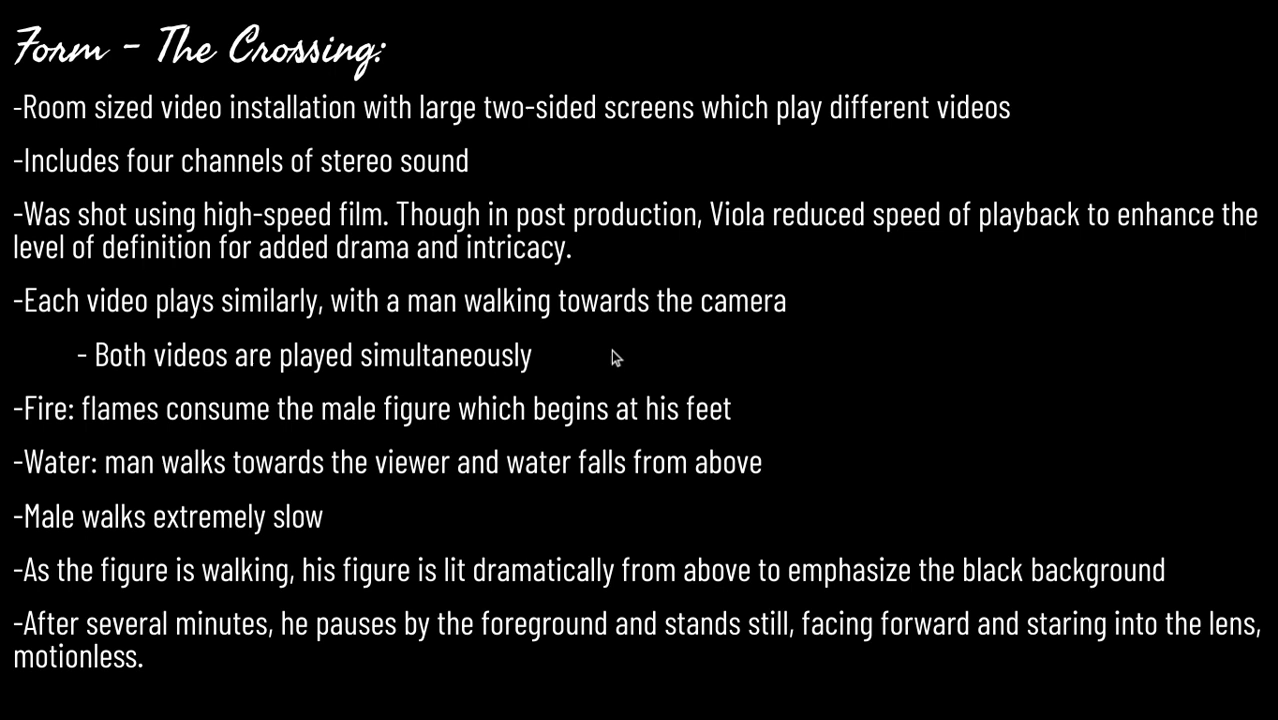 Form - The Crossing:
-Room sized video installation with large two-sided screens which play different videos
-Includes four channels of stereo sound
-Was shot using high-speed film. Though in post production, Viola reduced speed of playback to enhance the
level of definition for added drama and intricacy.
-Each video plays similarly, with a man walking towards the camera
- Both videos are played simultaneously
-Fire: flames consume the male figure which begins at his feet
-Water: man walks towards the viewer and water falls from above
-Male walks extremely slow
-As the figure is walking, his figure is lit dramatically from above to emphasize the black background
-After several minutes, he pauses by the foreground and stands still, facing forward and staring into the lens,
motionless.